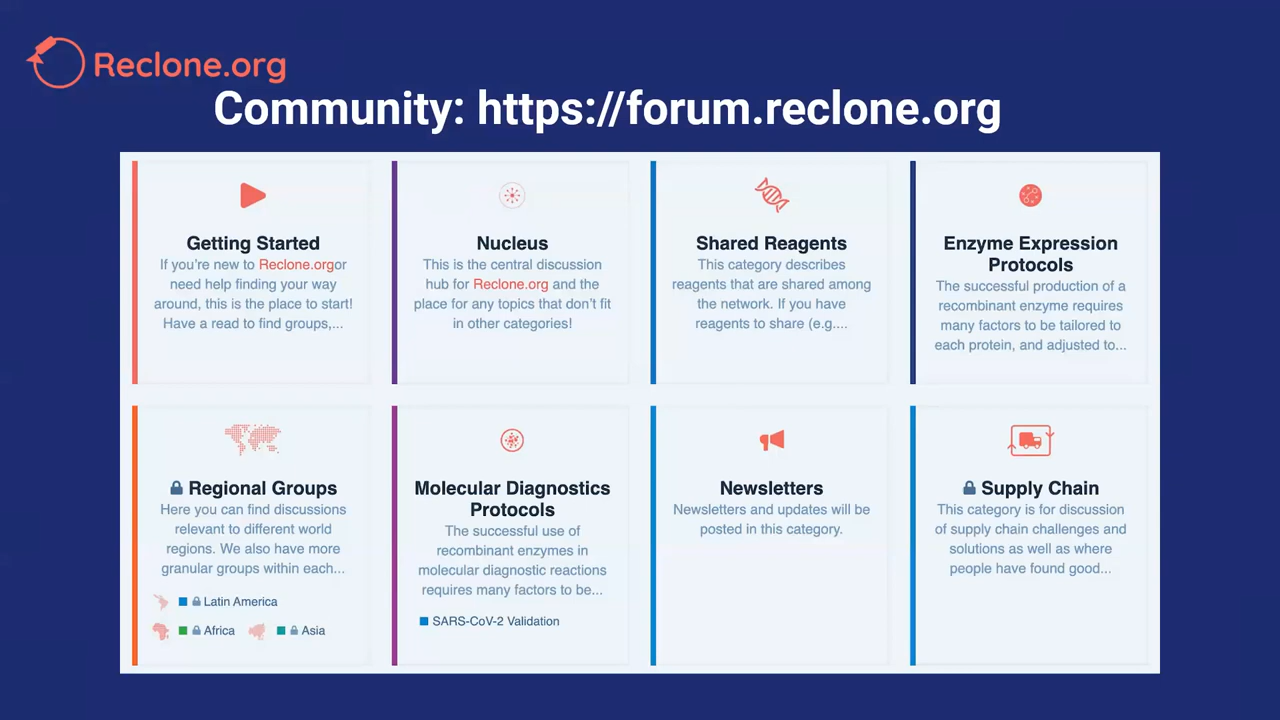 Reclone.org
Community: https://forum.reclone.org
Getting Started
If you're new to Reclone.orgor
need help finding your way
around, this is the place to start!
Have a read to find groups,...
Nucleus
This is the central discussion
hub for Reclone.org and the
place for any topics that don't fit
in other categories!
Shared Reagents
This category describes
reagents that are shared among
the network. If you have
reagents to share (e.g....
Enzyme Expression
Protocols
The successful production of a
recombinant enzyme requires
many factors to be tailored to
each protein, and adjusted to...
Regional Groups
Here you can find discussions
relevant to different world
regions. We also have more
granular groups within each...
Latin America
Africa
Asia
Molecular Diagnostics
Protocols
The successful use of
recombinant enzymes in
molecular diagnostic reactions
requires many factors to be...
SARS-CoV-2 Validation
Newsletters
Newsletters and updates will be
posted in this category.
Supply Chain
This category is for discussion
of supply chain challenges and
solutions as well as where
people have found good...